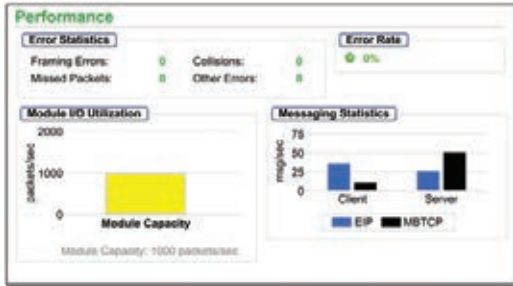 Performance
Error Statistics
Framing Errors: 0 Collisions: 0
Missed Packets: 0 Other Errors: 0
Error Rate
0%
Module I/O Utilization
packets/sec
2000
1000
0
Module Capacity
Module Capacity: 1000 packets/sec
Messaging Statistics
msg/sec
75
50
25
0
Client Server
EIP MBTCP